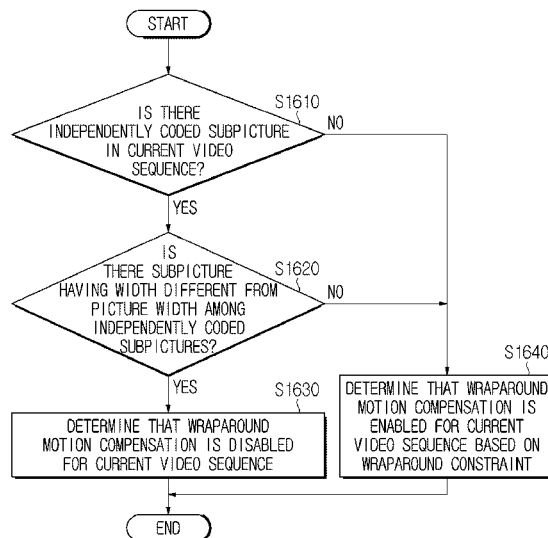 START
S1610
IS THERE
INDEPENDENTLY CODED SUBPICTURE
IN CURRENT VIDEO
SEQUENCE?
NO
YES
IS
THERE SUBPICTURE
HAVING WIDTH DIFFERENT FROM
PICTURE WIDTH AMONG
INDEPENDENTLY CODED
SUBPICTURES?
S1620
NO
YES
S1630
DETERMINE THAT WRAPAROUND
MOTION COMPENSATION IS DISABLED
FOR CURRENT VIDEO SEQUENCE
S1640
DETERMINE THAT WRAPAROUND
MOTION COMPENSATION IS
ENABLED FOR CURRENT
VIDEO SEQUENCE BASED ON
WRAPAROUND CONSTRAINT
END